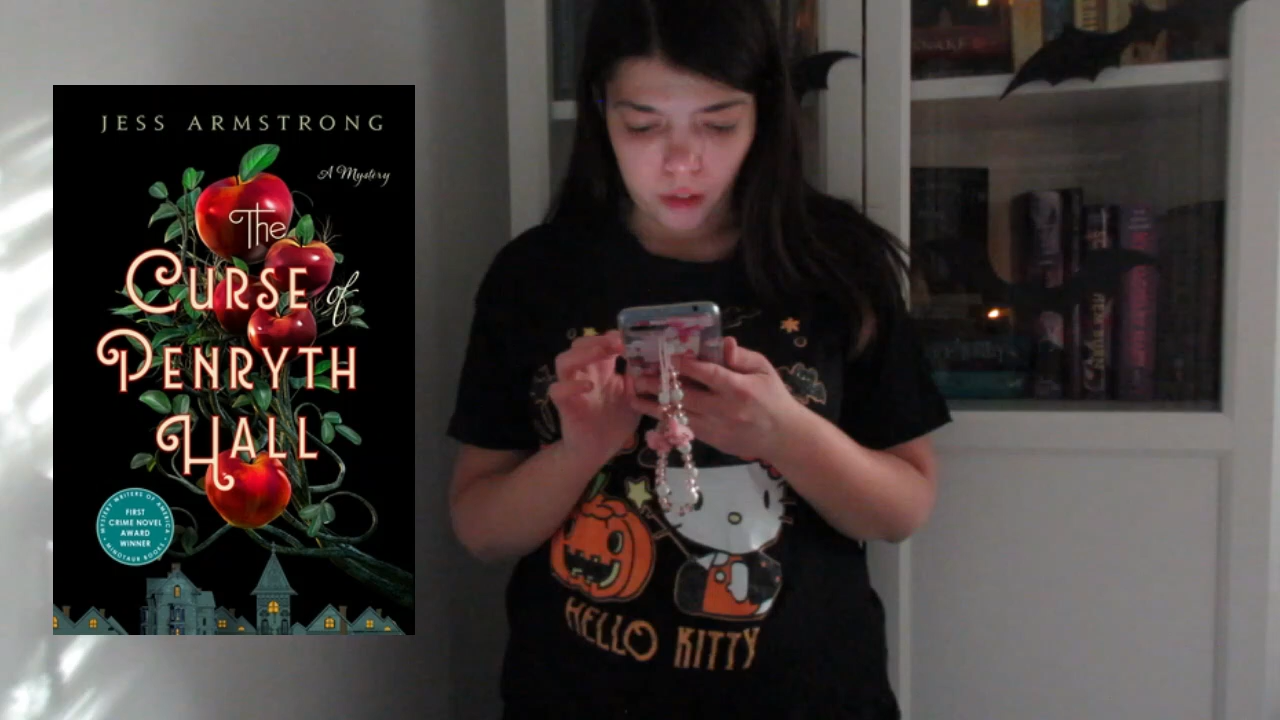 JESS ARMSTRONG
A Mystery
The
CURSE of
PENRYTH
HALL
MYSTERY WRITERS OF AMERICA
FIRST
CRIME NOVEL
AWARD
WINNER
MINOTAUR BOOKS
HELLO KITTY